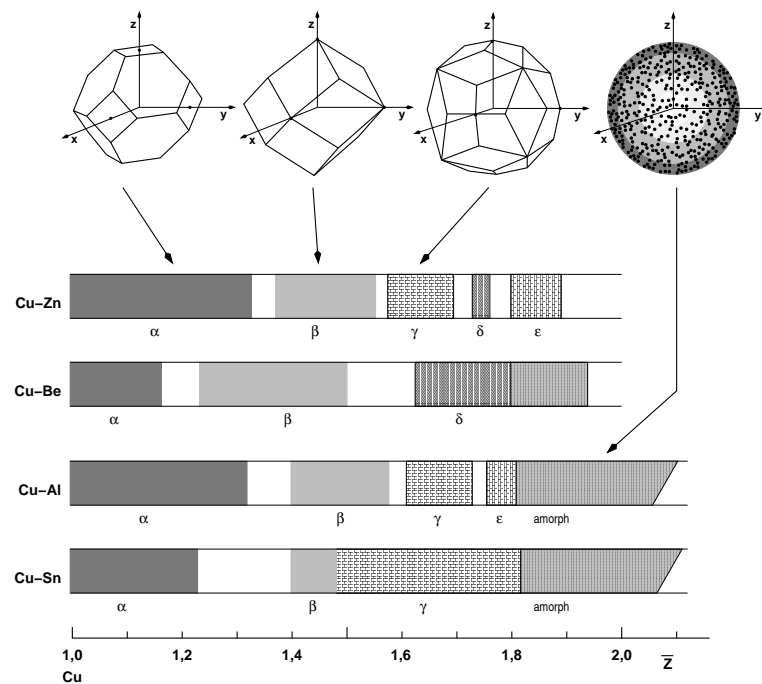 z
y
x
z
y
x
z
y
x
z
y
x
Cu–Zn
α β γ δ ε
Cu–Be
α β δ
Cu–Al
α β γ ε amorph
Cu–Sn
α β γ amorph
1,0 1,2 1,4 1,6 1,8 2,0 Z̅
Cu